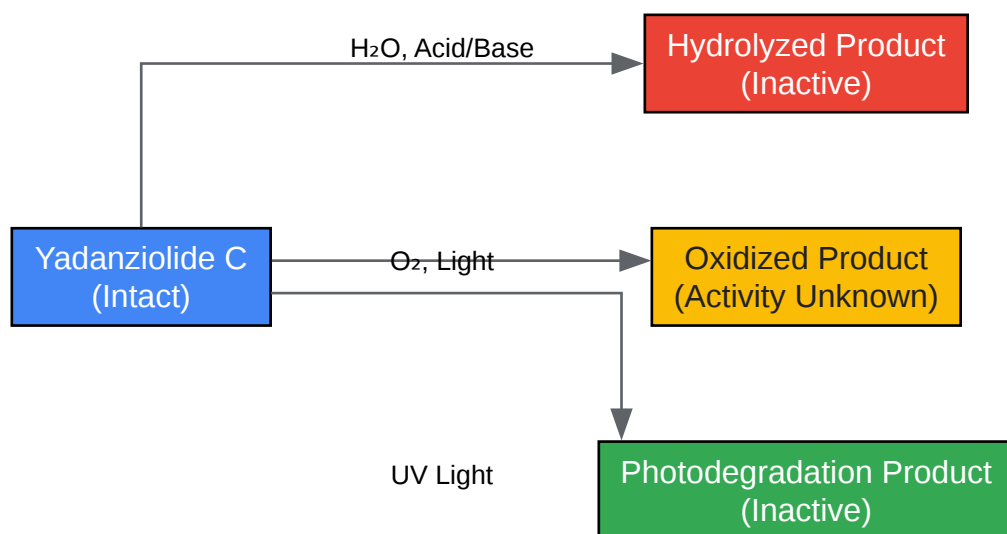 H₂O, Acid/Base
Hydrolyzed Product
(Inactive)
Yadanziolide C
(Intact)
O₂, Light
Oxidized Product
(Activity Unknown)
UV Light
Photodegradation Product
(Inactive)